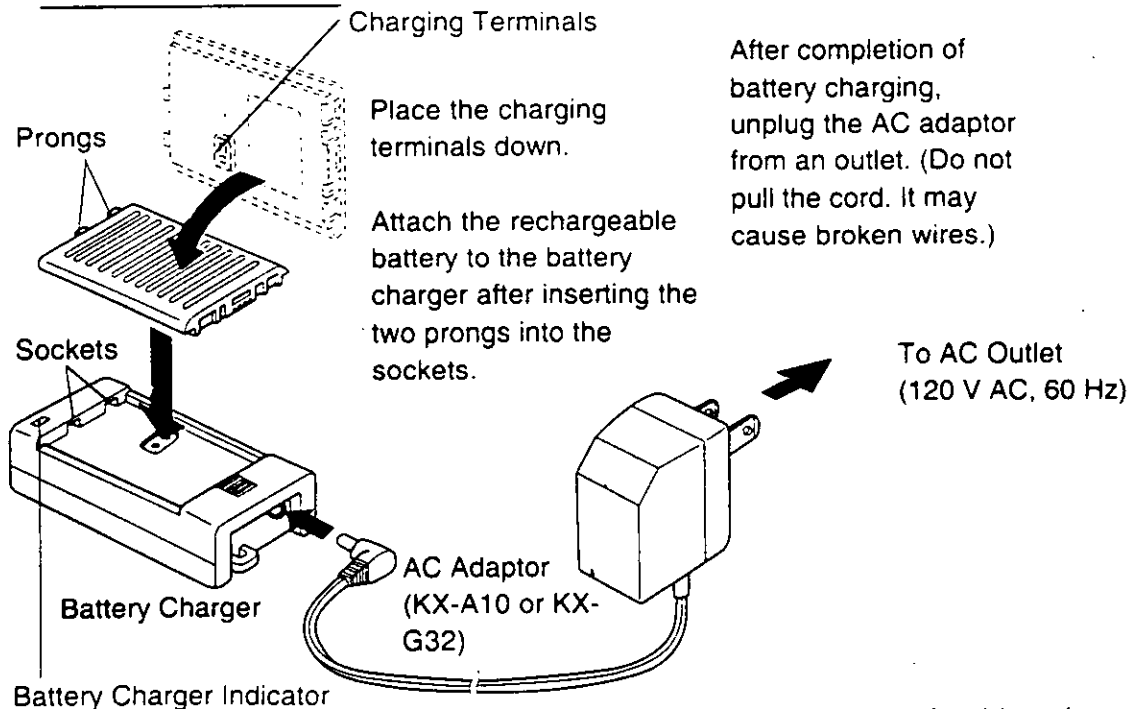 Charging Terminals
Place the charging
terminals down.
Prongs
Attach the rechargeable
battery to the battery
charger after inserting the
two prongs into the
sockets.
Sockets
After completion of
battery charging,
unplug the AC adaptor
from an outlet. (Do not
pull the cord. It may
cause broken wires.)
To AC Outlet
(120 V AC, 60 Hz)
AC Adaptor
(KX-A10 or KX-
G32)
Battery Charger
Battery Charger Indicator